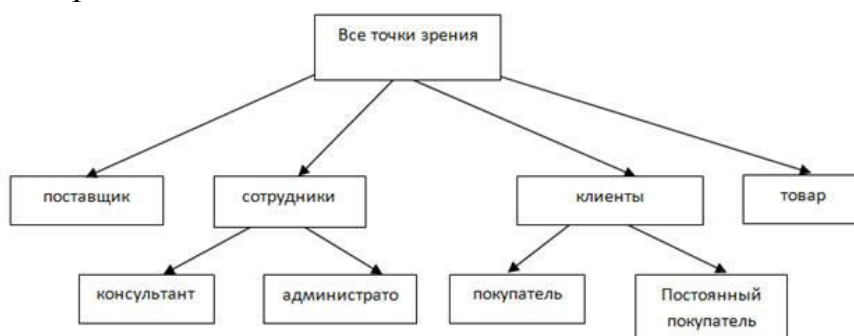 Все точки зрения
поставщик
сотрудники
клиенты
товар
консультант
администрато
покупатель
Постоянный
покупатель